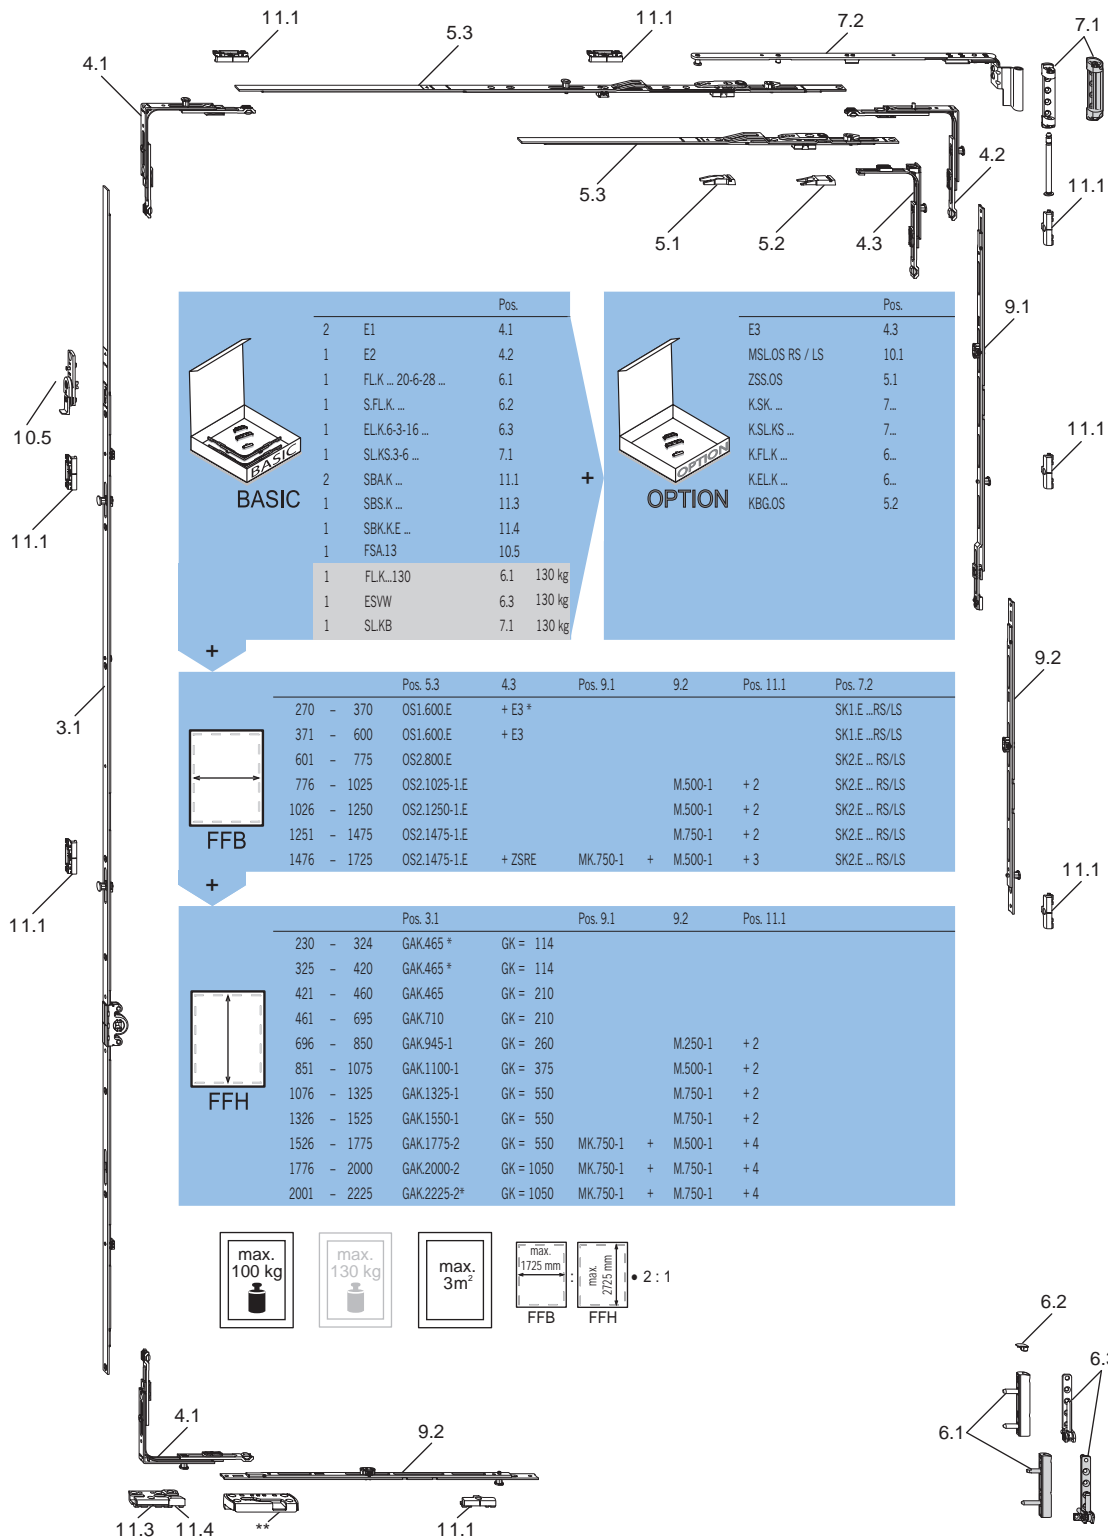 11.1
5.3
11.1
7.2
7.1
4.1
5.3
4.2
11.1
5.1
5.2
4.3
9.1
10.5
11.1
11.1
3.1
9.2
11.1
11.1
Pos.
2 E1 4.1
1 E2 4.2
1 FL.K ... 20-6-28 ... 6.1
1 S.FL.K. ... 6.2
1 EL.K.6-3-16 ... 6.3
1 SL.KS.3-6 ... 7.1
2 SBA.K ... 11.1
1 SBS.K ... 11.3
1 SBK.K.E ... 11.4
1 FSA.13 10.5
1 FL.K...130 6.1 130 kg
1 ESVW 6.3 130 kg
1 SL.KB 7.1 130 kg
BASIC
BASIC
+
Pos.
E3 4.3
MSL.OS RS / LS 10.1
ZSS.OS 5.1
K.SK. ... 7...
K.SL.KS ... 7...
K.FL.K ... 6...
K.EL.K ... 6...
KBG.OS 5.2
OPTION
OPTION
+
Pos. 5.3 4.3 Pos. 9.1 9.2 Pos. 11.1 Pos. 7.2
270 – 370 OS1.600.E + E3 * SK1.E ...RS/LS
371 – 600 OS1.600.E + E3 SK1.E ...RS/LS
601 – 775 OS2.800.E SK2.E ... RS/LS
776 – 1025 OS2.1025-1.E M.500-1 + 2 SK2.E ... RS/LS
1026 – 1250 OS2.1250-1.E M.500-1 + 2 SK2.E ... RS/LS
1251 – 1475 OS2.1475-1.E M.750-1 + 2 SK2.E ... RS/LS
1476 – 1725 OS2.1475-1.E + ZSRE MK.750-1 + M.500-1 + 3 SK2.E ... RS/LS
FFB
+
Pos. 3.1 Pos. 9.1 9.2 Pos. 11.1
230 – 324 GAK.465 * GK = 114
325 – 420 GAK.465 * GK = 114
421 – 460 GAK.465 GK = 210
461 – 695 GAK.710 GK = 210
696 – 850 GAK.945-1 GK = 260 M.250-1 + 2
851 – 1075 GAK.1100-1 GK = 375 M.500-1 + 2
1076 – 1325 GAK.1325-1 GK = 550 M.750-1 + 2
1326 – 1525 GAK.1550-1 GK = 550 M.750-1 + 2
1526 – 1775 GAK.1775-2 GK = 550 MK.750-1 + M.500-1 + 4
1776 – 2000 GAK.2000-2 GK = 1050 MK.750-1 + M.750-1 + 4
2001 – 2225 GAK.2225-2* GK = 1050 MK.750-1 + M.750-1 + 4
FFH
max.
100 kg
max.
130 kg
max.
3m²
max.
1725 mm
FFB
:
max.
2725 mm
FFH
• 2 : 1
6.2
6.3
6.1
4.1
9.2
11.3 11.4
**
11.1